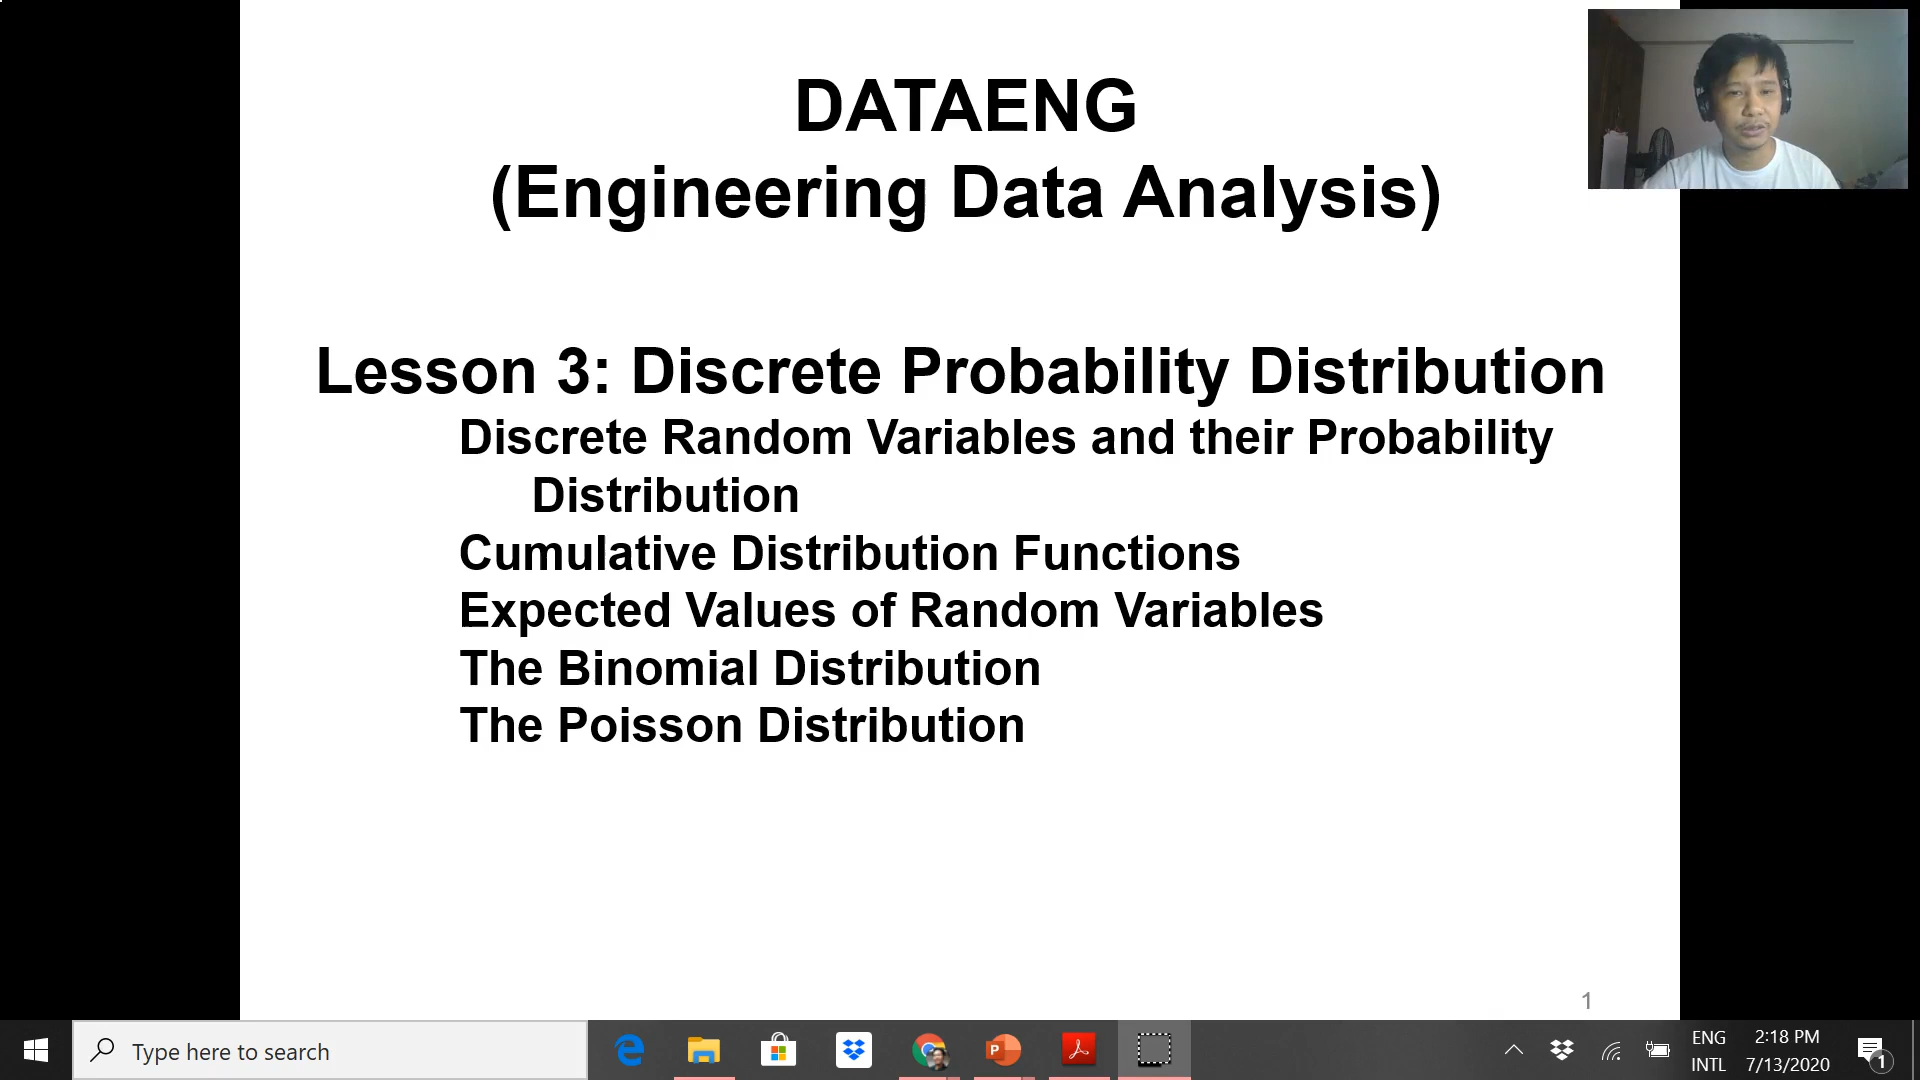 DATAENG
(Engineering Data Analysis)
Lesson 3: Discrete Probability Distribution
Discrete Random Variables and their Probability
Distribution
Cumulative Distribution Functions
Expected Values of Random Variables
The Binomial Distribution
The Poisson Distribution
1
Type here to search
P
ENG
INTL
2:18 PM
7/13/2020
1